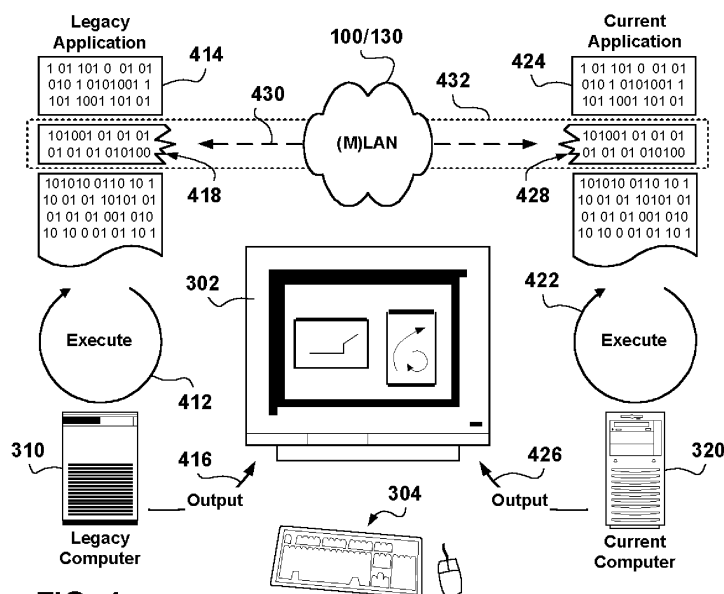 Legacy
Application
414
1 01 101 0 01 01
010 1 0101001 1
101 1001 101 01
100/130
Current
Application
424
1 01 101 0 01 01
010 1 0101001 1
101 1001 101 01
430
432
101001 01 01 01
01 01 01 010100
(M)LAN
101001 01 01 01
01 01 01 010100
418
428
101010 0110 10 1
10 01 01 10101 01
01 01 01 001 010
10 10 0 01 01 10 1
101010 0110 10 1
10 01 01 10101 01
01 01 01 001 010
10 10 0 01 01 10 1
302
422
Execute
Execute
412
310
416
426
320
Output
Output
304
Legacy
Computer
Current
Computer